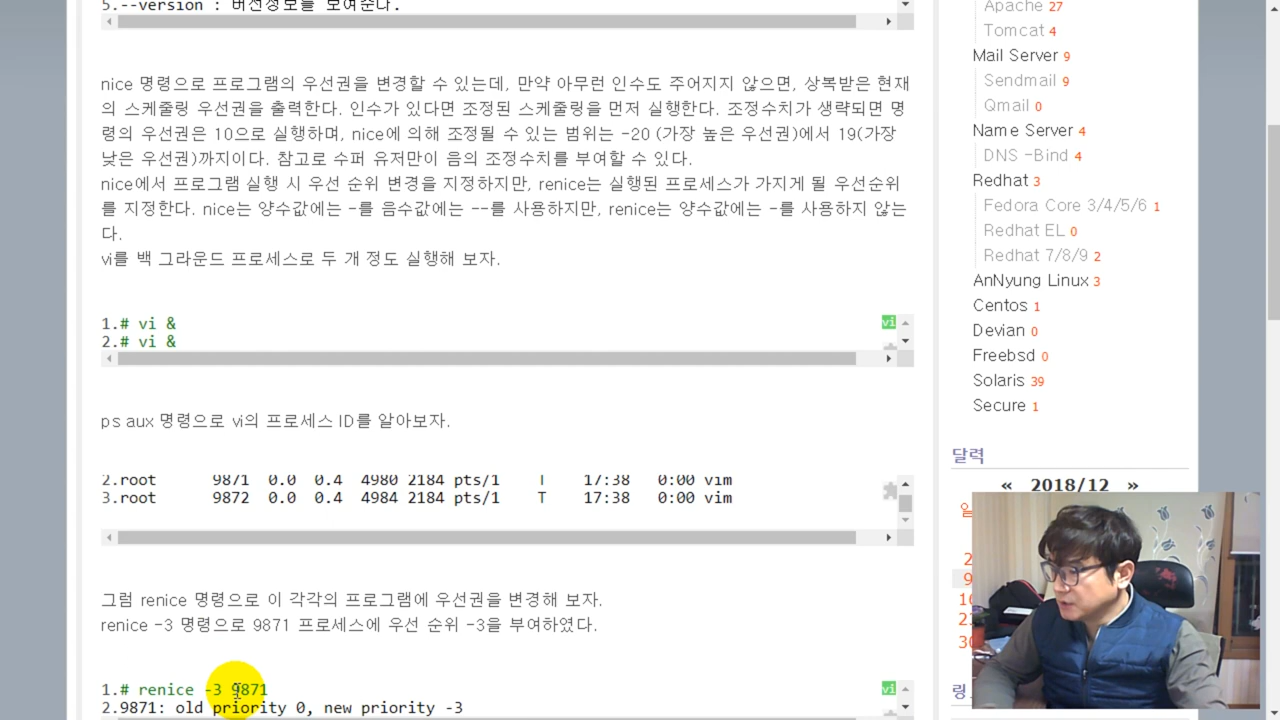 5.--version : 버전정보를 보여준다.
nice 명령으로 프로그램의 우선권을 변경할 수 있는데, 만약 아무런 인수도 주어지지 않으면, 상복받은 현재
의 스케줄링 우선권을 출력한다. 인수가 있다면 조정된 스케줄링을 먼저 실행한다. 조정수치가 생략되면 명
령의 우선권은 10으로 실행하며, nice에 의해 조정될 수 있는 범위는 -20 (가장 높은 우선권)에서 19(가장
낮은 우선권)까지이다. 참고로 슈퍼 유저만이 음의 조정수치를 부여할 수 있다.
nice에서 프로그램 실행 시 우선 순위 변경을 지정하지만, renice는 실행된 프로세스가 가지게 될 우선순위
를 지정한다. nice는 양수값에는 -를 음수값에는 --를 사용하지만, renice는 양수값에는 -를 사용하지 않는
다.
vi를 백 그라운드 프로세스로 두 개 정도 실행해 보자.
1.# vi &
2.# vi &
vi
ps aux 명령으로 vi의 프로세스 ID를 알아보자.
2.root 9871 0.0 0.4 4980 2184 pts/1 T 17:38 0:00 vim
3.root 9872 0.0 0.4 4984 2184 pts/1 T 17:38 0:00 vim
그럼 renice 명령으로 각각의 프로그램에 우선권을 변경해 보자.
renice -3 명령으로 프로세스에 우선 순위 -3을 부여하였다.
1.# renice -3 9871
2.9871: old priority 0, new priority -3
vi
Apache 27
Tomcat 4
Mail Server 9
Sendmail 9
Qmail 0
Name Server 4
DNS -Bind 4
Redhat 3
Fedora Core 3/4/5/6 1
Redhat EL 0
Redhat 7/8/9 2
AnNyung Linux 3
Centos 1
Devian 0
Freebsd 0
Solaris 39
Secure 1
달력
« 2018/12 »
일
2
9
30